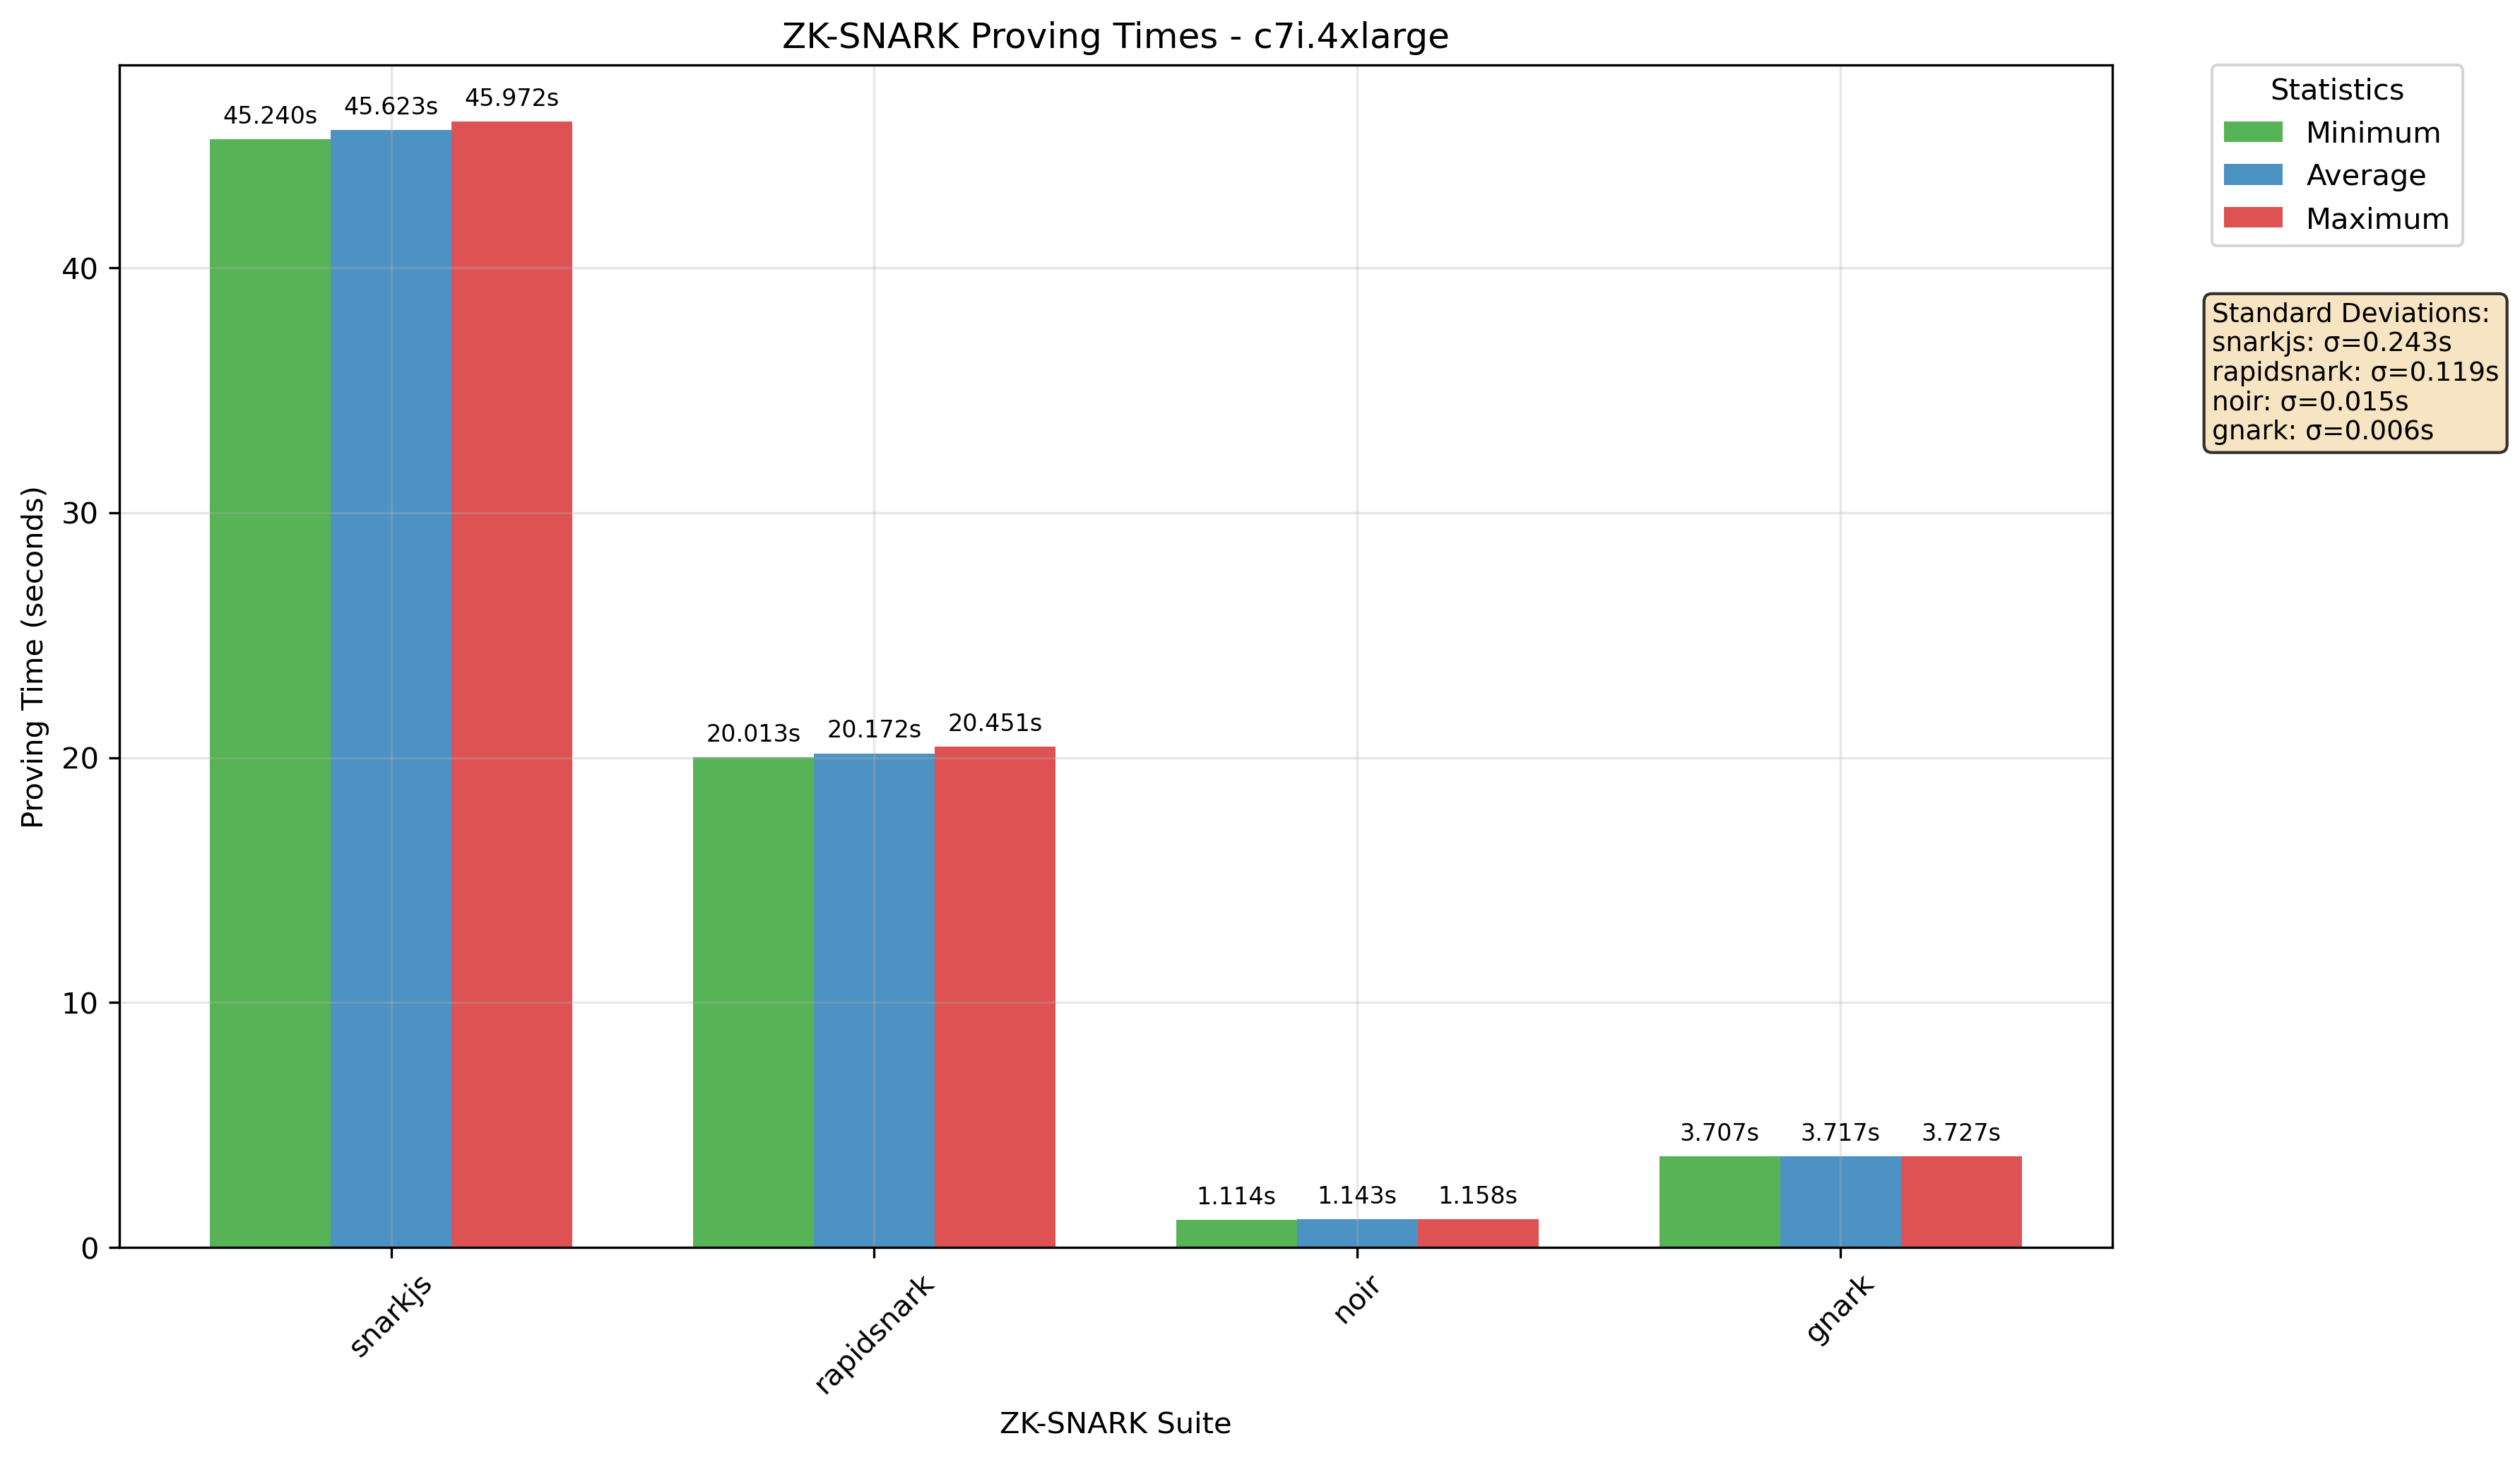 ZK-SNARK Proving Times - c7i.4xlarge
Statistics
Minimum
Average
Maximum
Standard Deviations:
snarkjs: σ=0.243s
rapidsnark: σ=0.119s
noir: σ=0.015s
gnark: σ=0.006s
Proving Time (seconds)
40
30
20
10
0
45.240s
45.623s
45.972s
20.013s
20.172s
20.451s
1.114s
1.143s
1.158s
3.707s
3.717s
3.727s
snarkjs
rapidsnark
noir
gnark
ZK-SNARK Suite